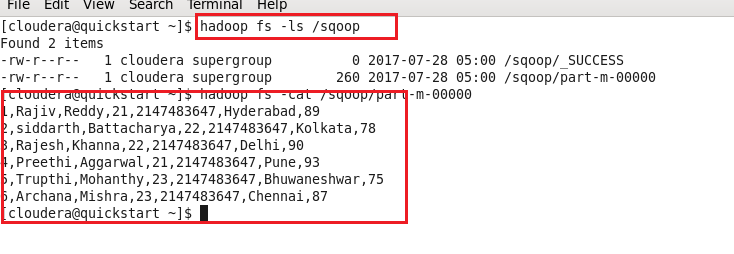 File Edit View Search Terminal Help
[cloudera@quickstart ~]$ hadoop fs -ls /sqoop
Found 2 items
-rw-r--r--   1 cloudera supergroup          0 2017-07-28 05:00 /sqoop/_SUCCESS
-rw-r--r--   1 cloudera supergroup        260 2017-07-28 05:00 /sqoop/part-m-00000
[cloudera@quickstart ~]$ hadoop fs -cat /sqoop/part-m-00000
1,Rajiv,Reddy,21,2147483647,Hyderabad,89
2,siddarth,Battacharya,22,2147483647,Kolkata,78
3,Rajesh,Khanna,22,2147483647,Delhi,90
4,Preethi,Aggarwal,21,2147483647,Pune,93
5,Trupthi,Mohanthy,23,2147483647,Bhuwaneshwar,75
6,Archana,Mishra,23,2147483647,Chennai,87
[cloudera@quickstart ~]$